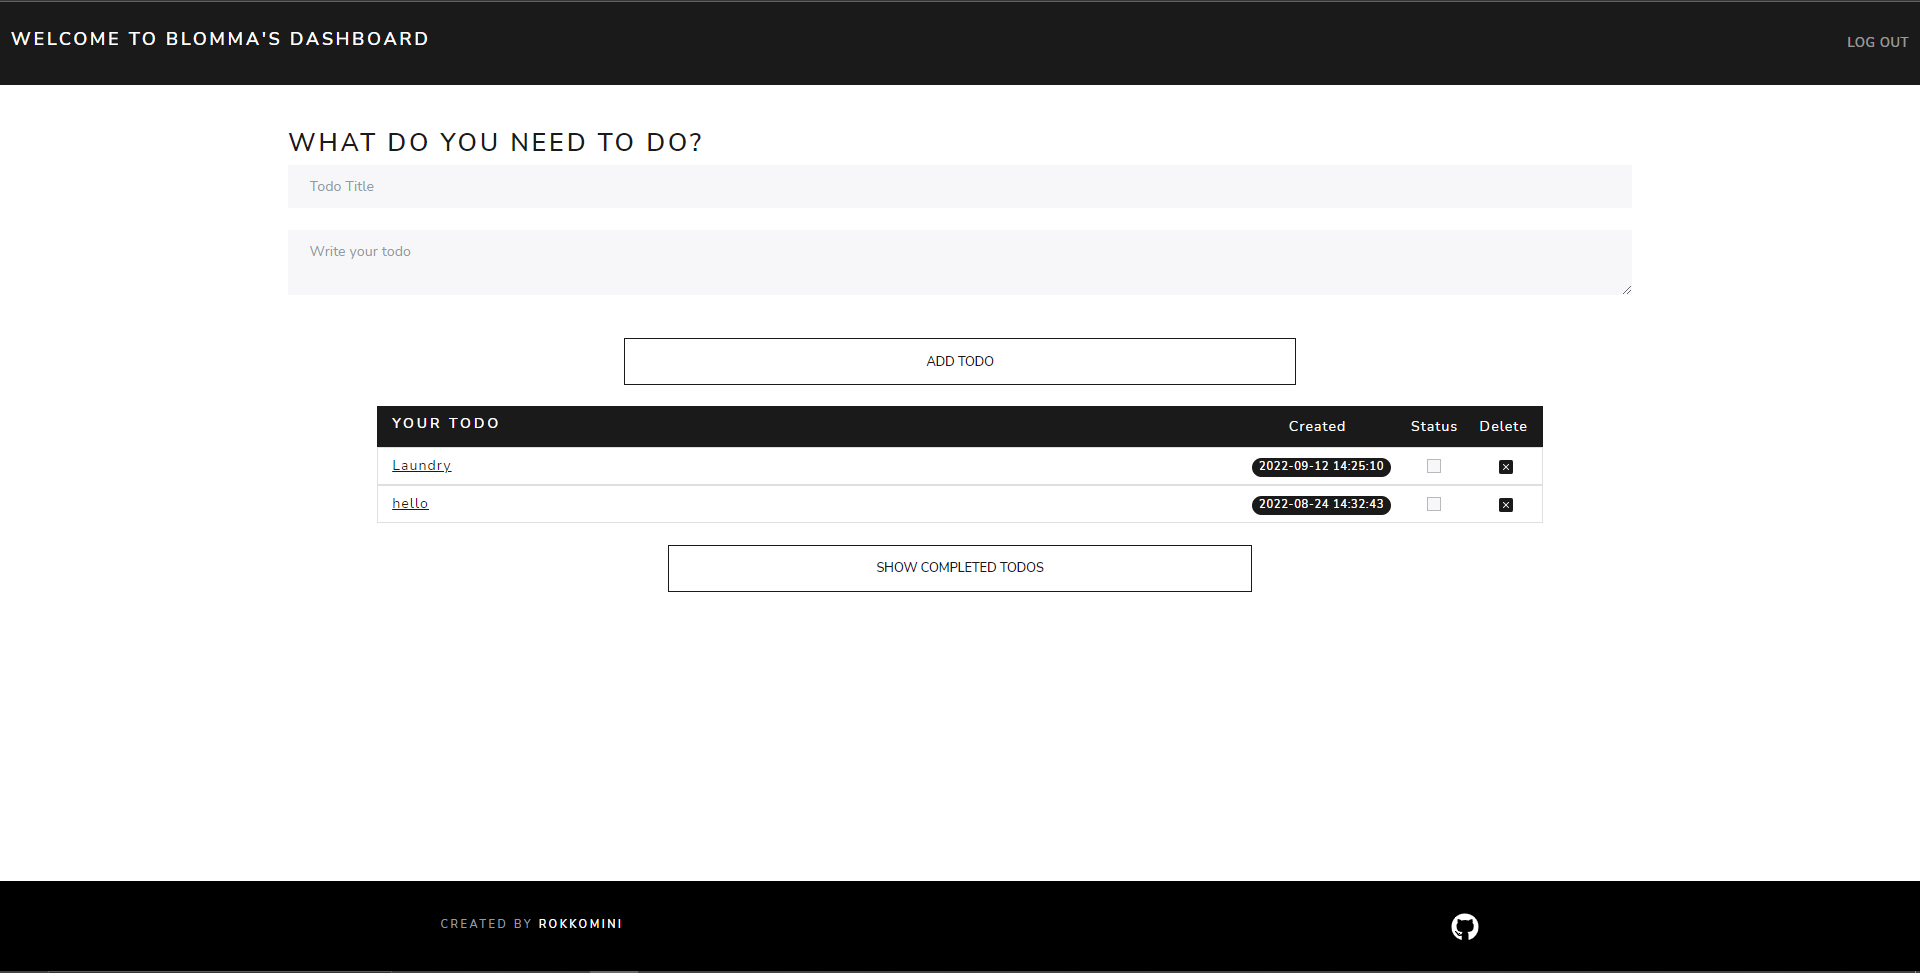 WELCOME TO BLOMMA'S DASHBOARD
LOG OUT
WHAT DO YOU NEED TO DO?
Todo Title
Write your todo
ADD TODO
YOUR TODO Created Status Delete
Laundry 2022-09-12 14:25:10
hello 2022-08-24 14:32:43
SHOW COMPLETED TODOS
CREATED BY ROKKOMINI